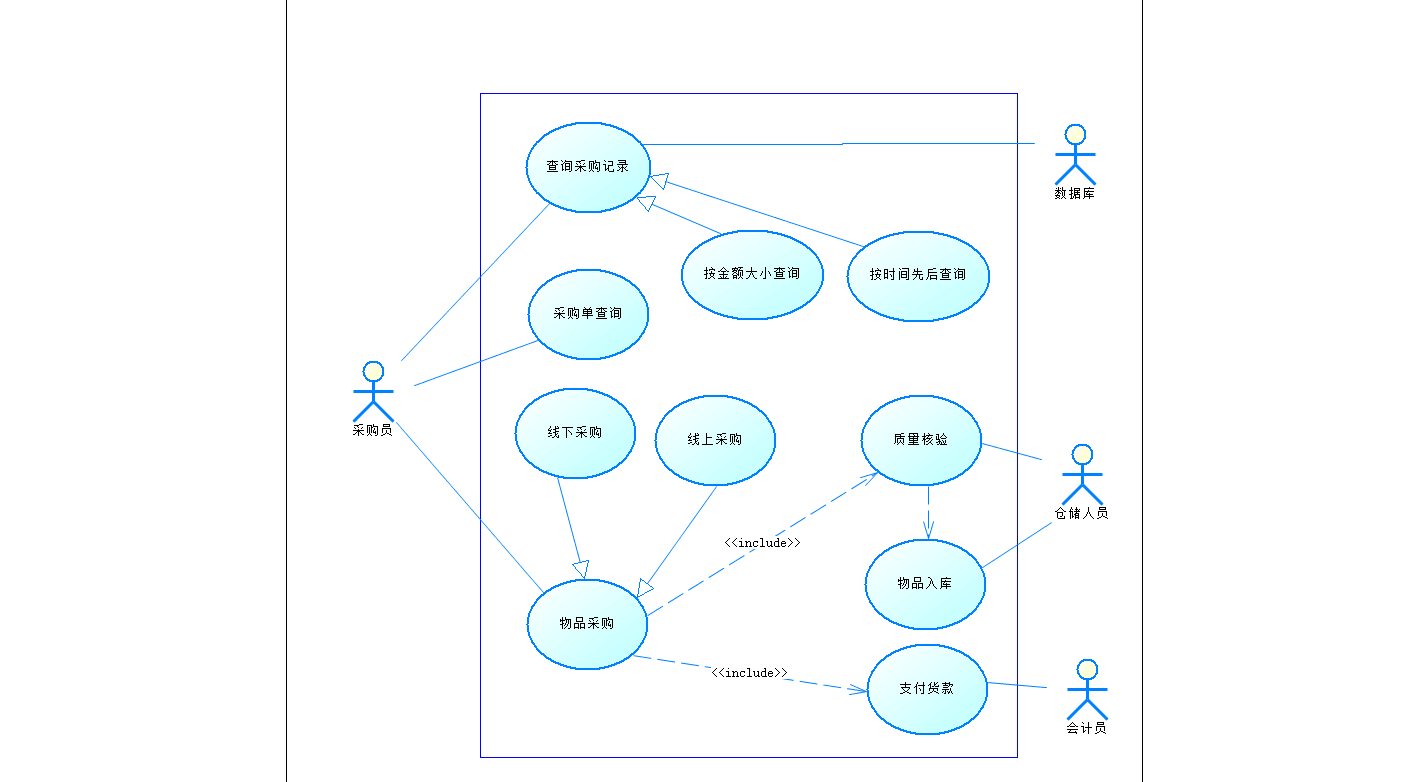 查询采购记录
数据库
按金额大小查询
按时间先后查询
采购单查询
采购员
线下采购
线上采购
质量核验
仓储人员
<<include>>
物品入库
物品采购
<<include>>
支付货款
会计员